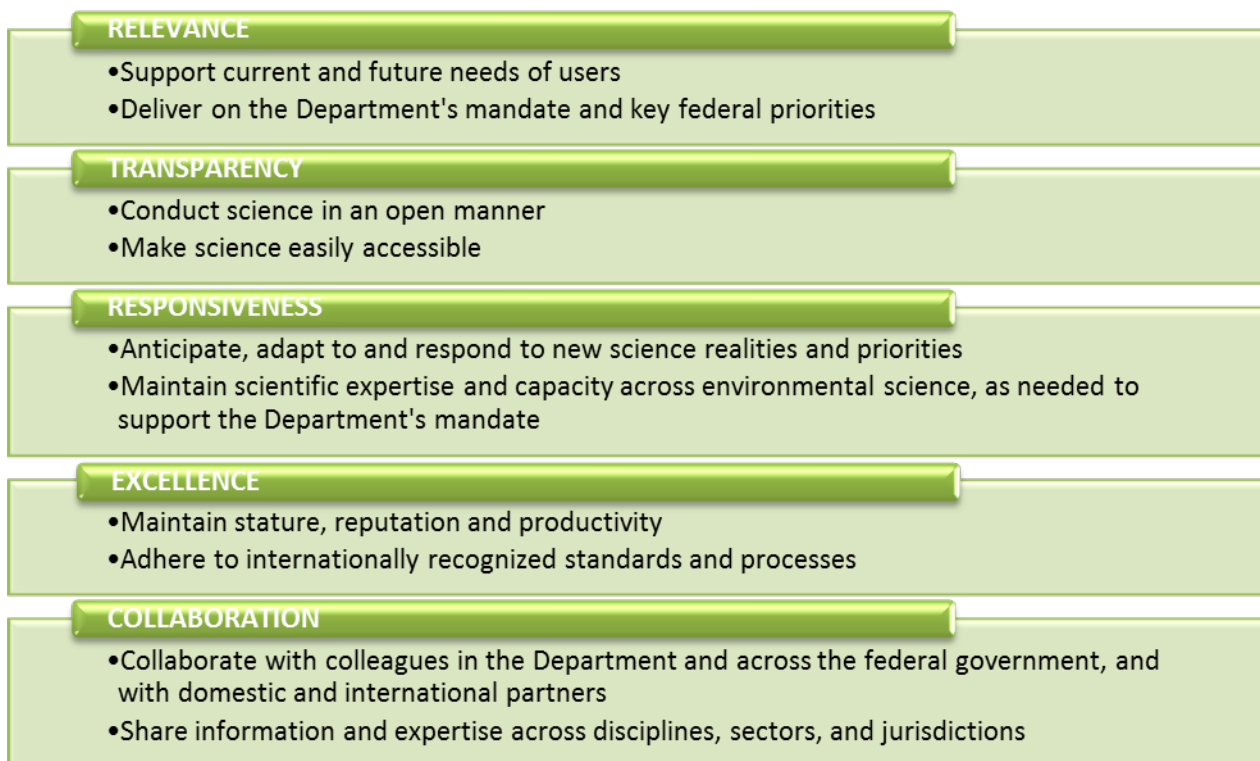 RELEVANCE
•Support current and future needs of users
•Deliver on the Department's mandate and key federal priorities
TRANSPARENCY
•Conduct science in an open manner
•Make science easily accessible
RESPONSIVENESS
•Anticipate, adapt to and respond to new science realities and priorities
•Maintain scientific expertise and capacity across environmental science, as needed to
support the Department's mandate
EXCELLENCE
•Maintain stature, reputation and productivity
•Adhere to internationally recognized standards and processes
COLLABORATION
•Collaborate with colleagues in the Department and across the federal government, and
with domestic and international partners
•Share information and expertise across disciplines, sectors, and jurisdictions